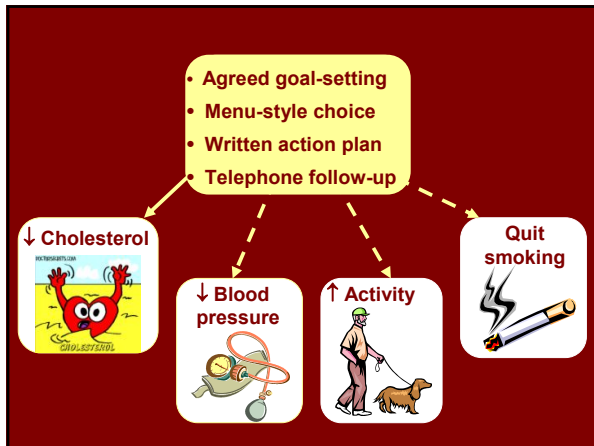 • Agreed goal-setting
• Menu-style choice
• Written action plan
• Telephone follow-up
↓ Cholesterol
CHOLESTEROL
↓ Blood
pressure
↑ Activity
Quit
smoking